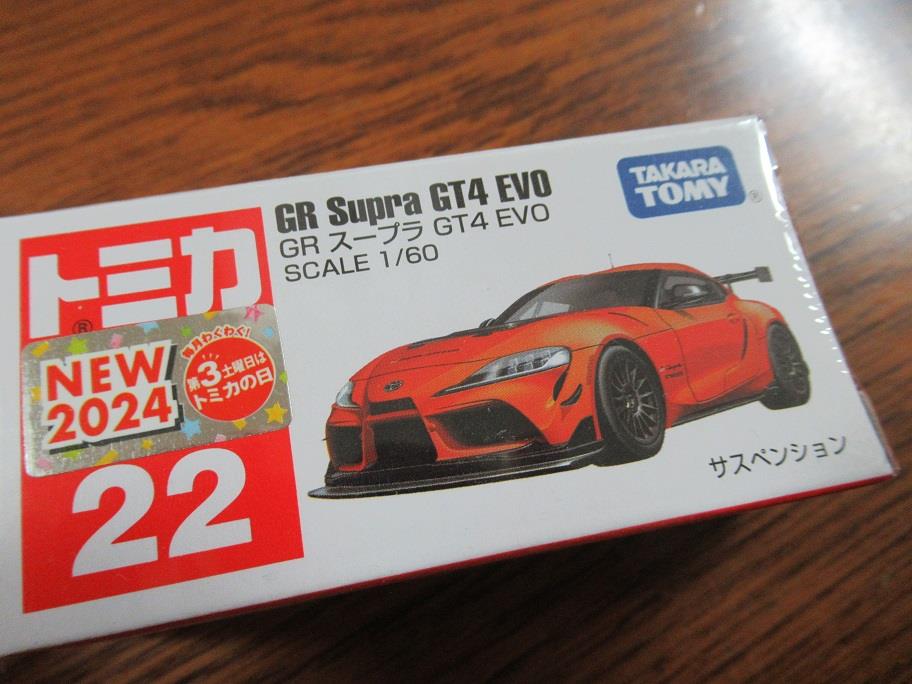 GR Supra GT4 EVO
GR スープラ GT4 EVO
SCALE 1/60
TAKARA
TOMY
®
トミカ
®
NEW
2024
毎月わくわく!
第3土曜日は
トミカの日
22
サスペンション